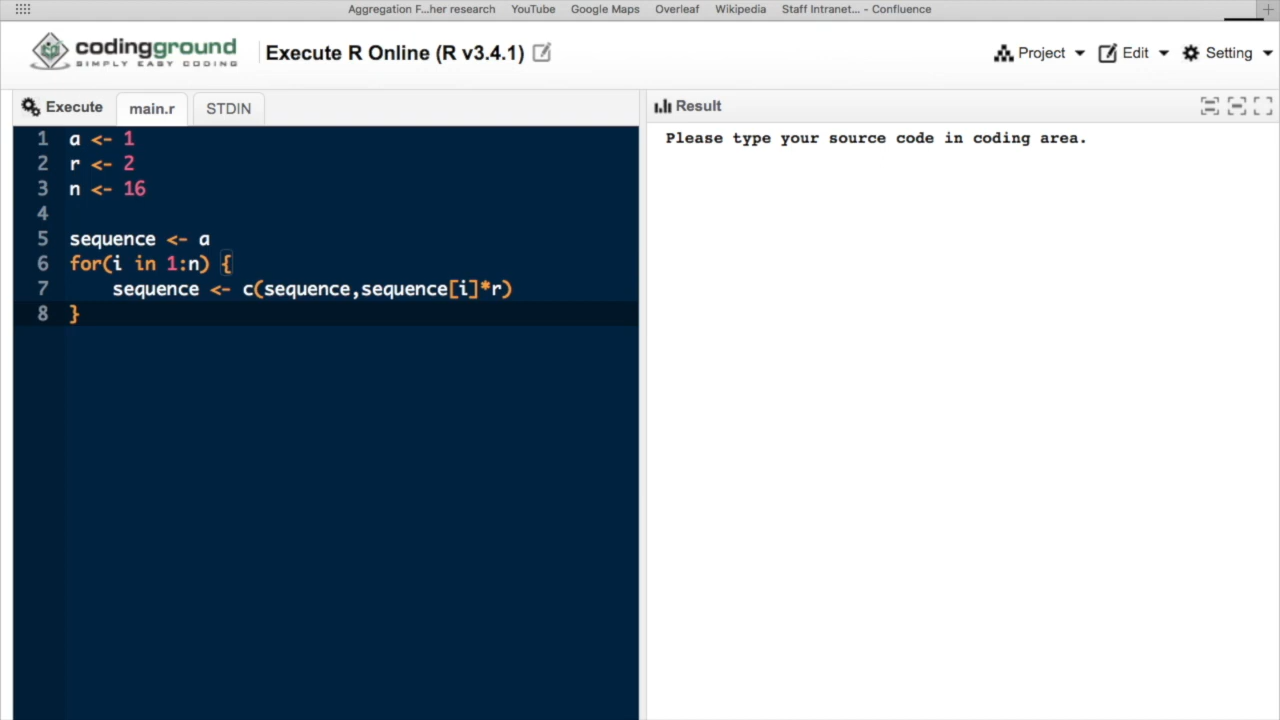 Aggregation F...her research YouTube Google Maps Overleaf Wikipedia Staff Intranet... - Confluence
codingground
SIMPLY EASY CODING
Execute R Online (R v3.4.1)
Project Edit Setting
Execute main.r STDIN
Result
1 a <- 1
2 r <- 2
3 n <- 16
4
5 sequence <- a
6 for(i in 1:n) {
7 sequence <- c(sequence,sequence[i]*r)
8 }
Please type your source code in coding area.